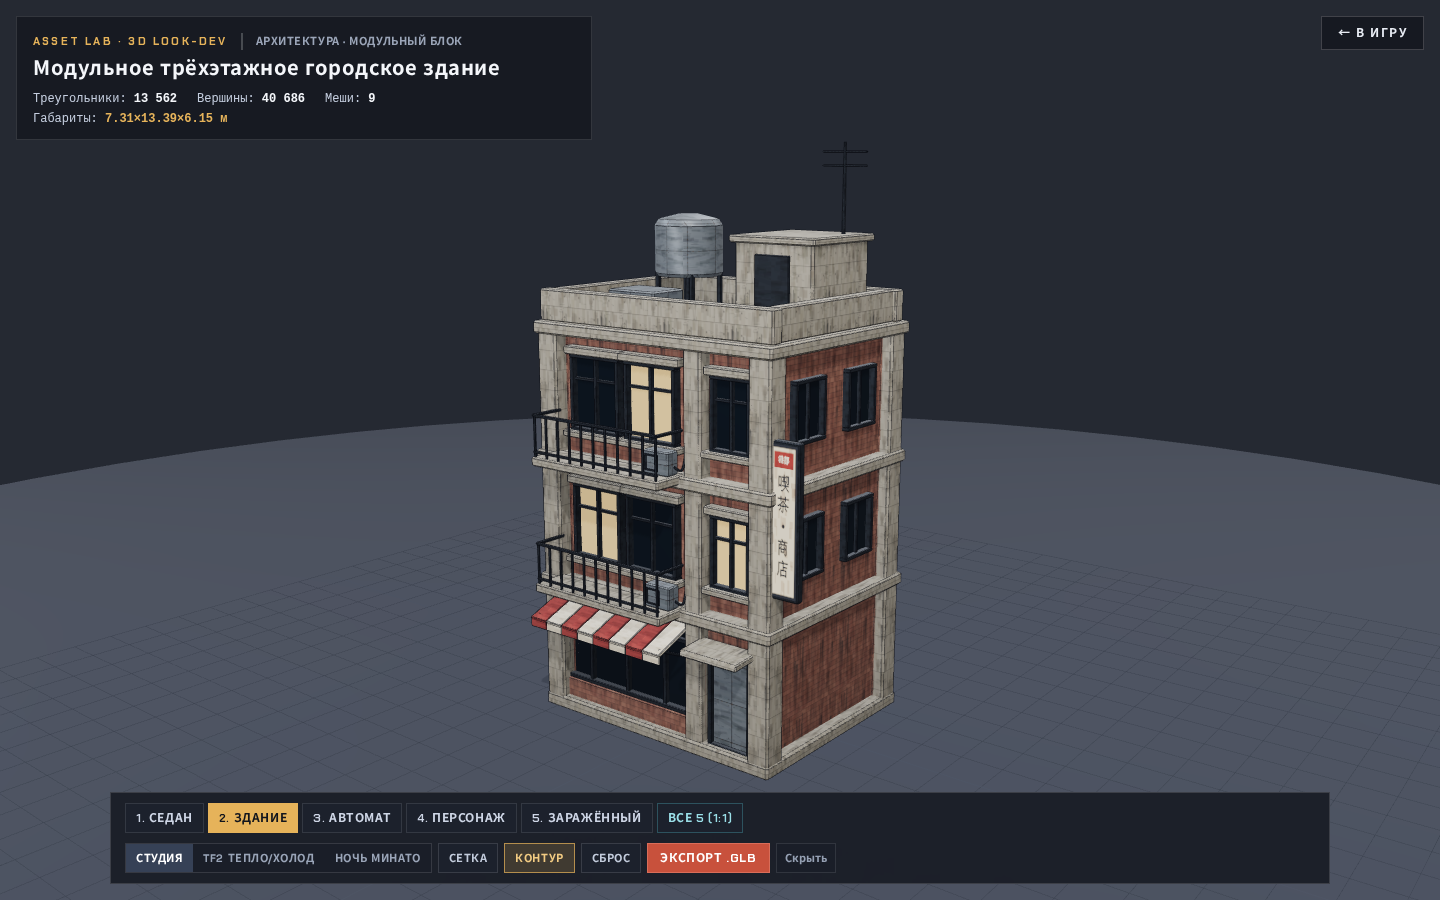 ASSET LAB · 3D LOOK-DEV | АРХИТЕКТУРА · МОДУЛЬНЫЙ БЛОК
Модульное трёхэтажное городское здание
Треугольники: 13 562 Вершины: 40 686 Меши: 9
Габариты: 7.31×13.39×6.15 м
← В ИГРУ
喫茶・商店
1. СЕДАН 2. ЗДАНИЕ 3. АВТОМАТ 4. ПЕРСОНАЖ 5. ЗАРАЖЁННЫЙ ВСЕ 5 (1:1)
СТУДИЯ TF2 ТЕПЛО/ХОЛОД НОЧЬ МИНАТО СЕТКА КОНТУР СБРОС ЭКСПОРТ .GLB Скрыть